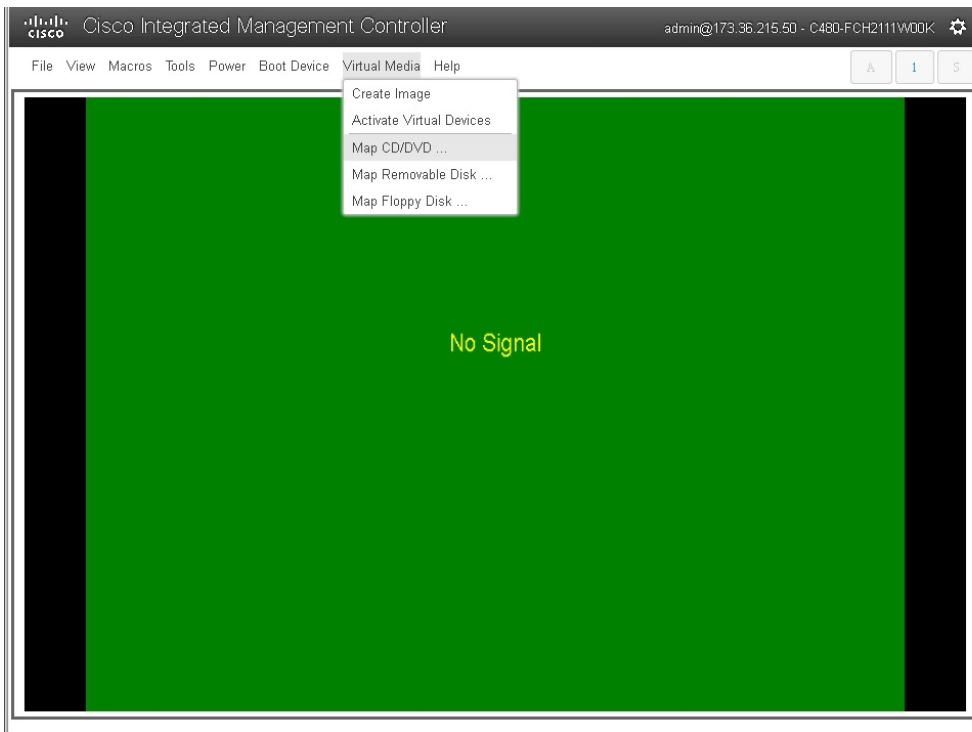 cisco Cisco Integrated Management Controller admin@173.36.215.50 - C480-FCH2111W00K
File View Macros Tools Power Boot Device Virtual Media Help A 1 S
Create Image
Activate Virtual Devices
Map CD/DVD ...
Map Removable Disk ...
Map Floppy Disk ...
No Signal